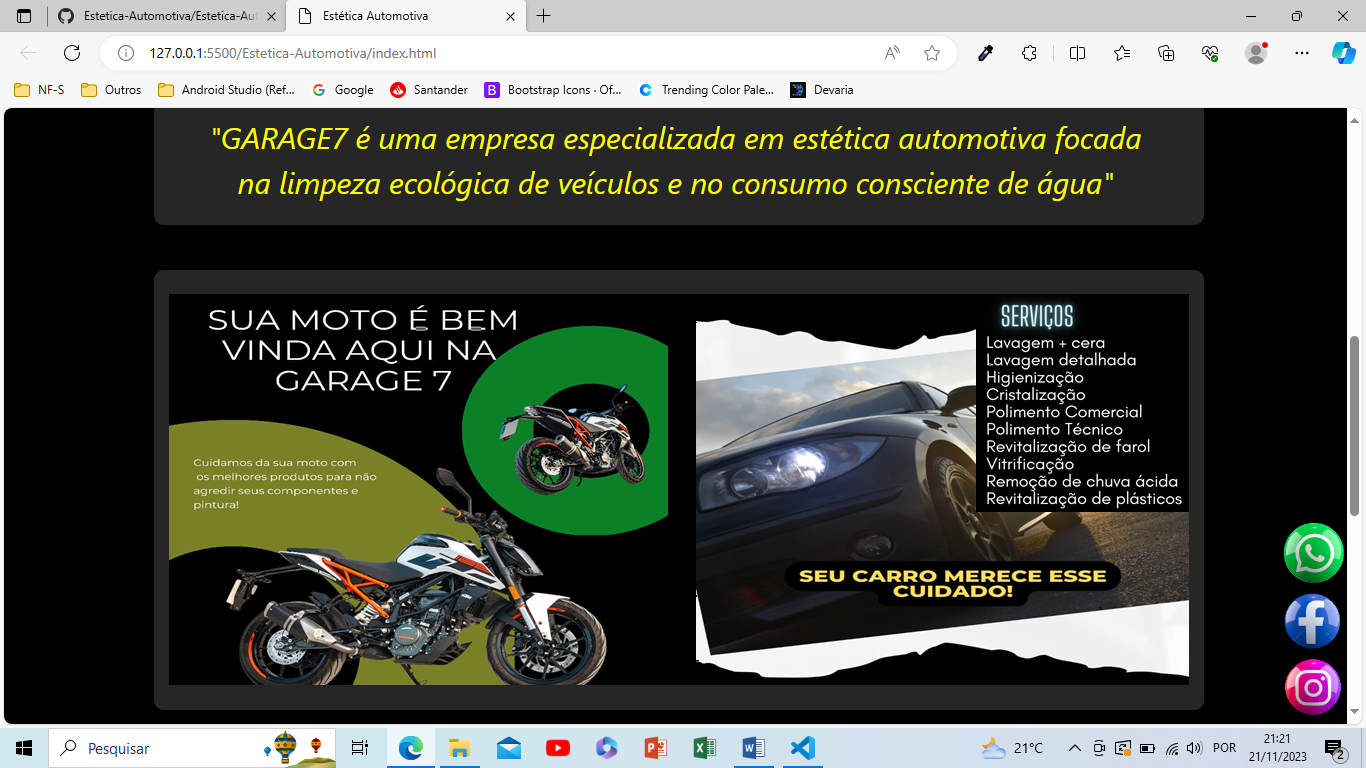 Estetica-Automotiva/Estetica-Aut
Estética Automotiva
127.0.0.1:5500/Estetica-Automotiva/index.html
NF-S
Outros
Android Studio (Ref...
Google
Santander
Bootstrap Icons · Of...
Trending Color Pale...
Devaria
"GARAGE7 é uma empresa especializada em estética automotiva focada
na limpeza ecológica de veículos e no consumo consciente de água"
SUA MOTO É BEM
VINDA AQUI NA
GARAGE 7
Cuidamos da sua moto com
os melhores produtos para não
agredir seus componentes e
pintura!
SERVIÇOS
Lavagem + cera
Lavagem detalhada
Higienização
Cristalização
Polimento Comercial
Polimento Técnico
Revitalização de farol
Vitrificação
Remoção de chuva ácida
Revitalização de plásticos
SEU CARRO MERECE ESSE
CUIDADO!
Pesquisar
21°C
POR
21:21
21/11/2023
2